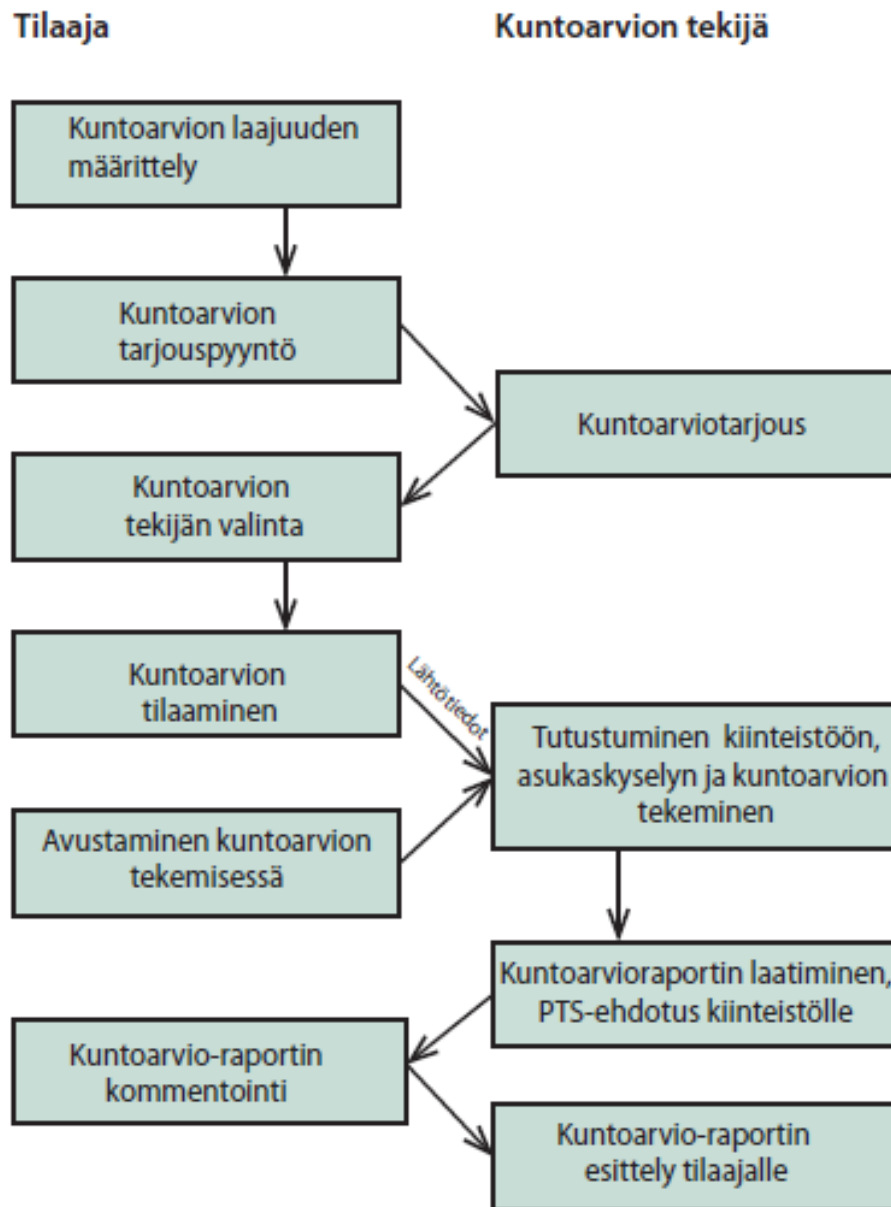 Tilaaja
Kuntoarvion tekijä
Kuntoarvion laajuuden
määrittely
Kuntoarvion
tarjouspyyntö
Kuntoarviotarjous
Kuntoarvion
tekijän valinta
Kuntoarvion
tilaaminen
Lähtötiedot
Tutustuminen kiinteistöön,
asukaskyselyn ja kuntoarvion
tekeminen
Avustaminen kuntoarvion
tekemisessä
Kuntoarvioraportin laatiminen,
PTS-ehdotus kiinteistölle
Kuntoarvio-raportin
kommentointi
Kuntoarvio-raportin
esittely tilaajalle